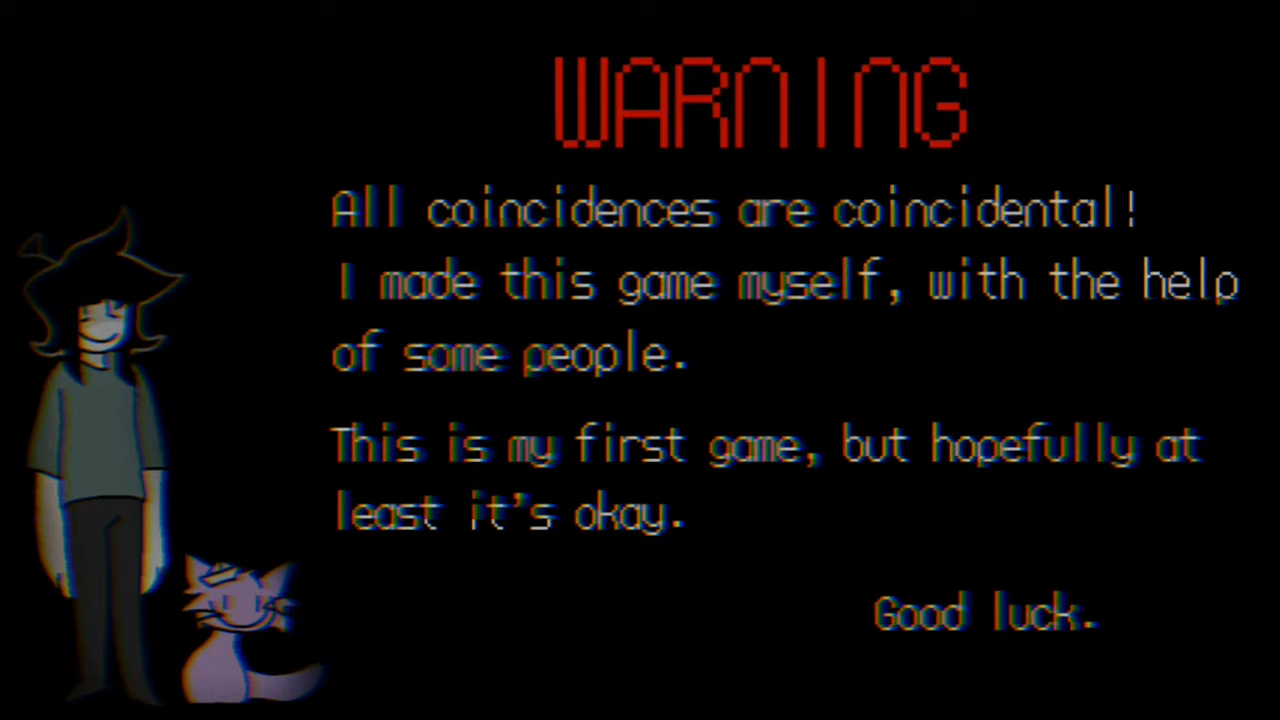 WARNING
All coincidences are coincidental!
I made this game myself, with the help
of some people.
This is my first game, but hopefully at
least it's okay.
Good luck.